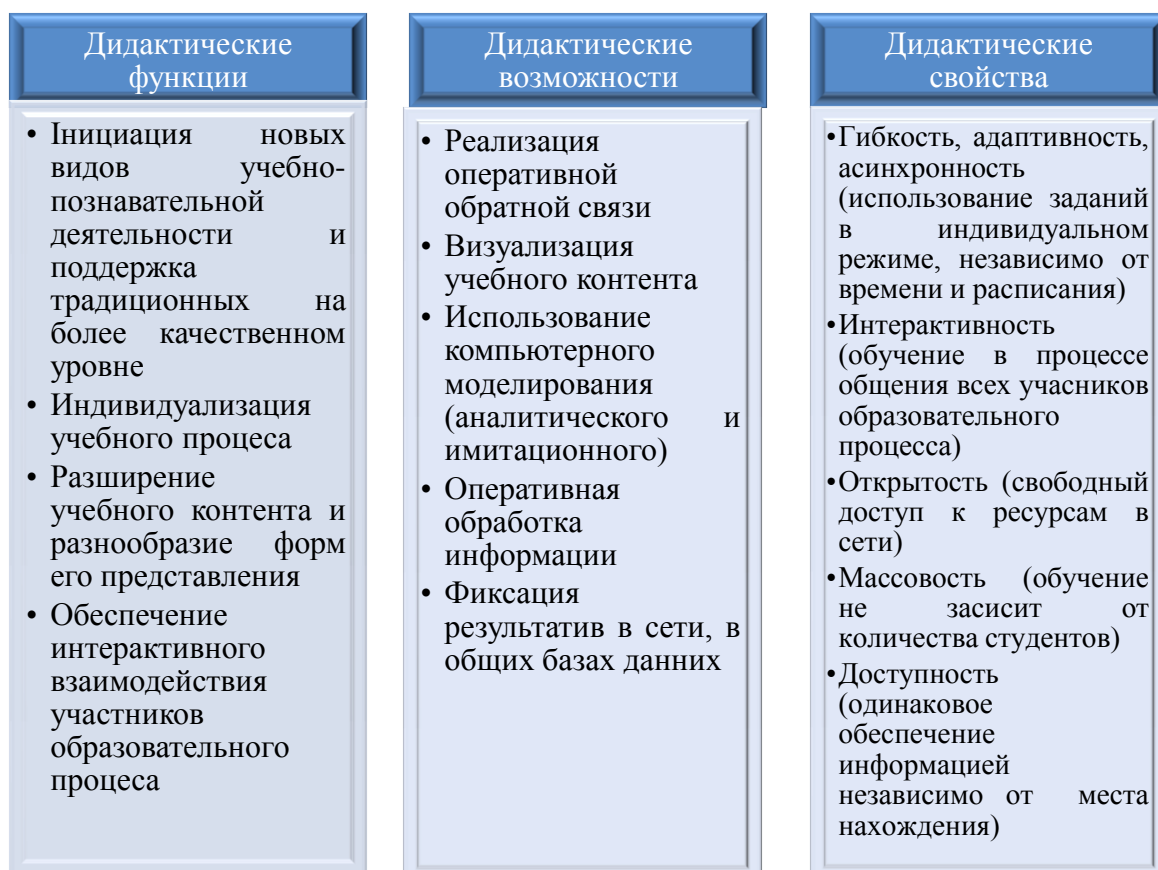 Дидактические
функции
• Інициация новых
видов учебно-
познавательной
деятельности и
поддержка
традиционных на
более качественном
уровне
• Индивидуализация
учебного процеса
• Разширение
учебного контента и
разнообразие форм
его представления
• Обеспечение
интерактивного
взаимодействия
участников
образовательного
процеса
Дидактические
возможности
• Реализация
оперативной
обратной связи
• Визуализация
учебного контента
• Использование
компьютерного
моделирования
(аналитического и
имитационного)
• Оперативная
обработка
информации
• Фиксация
результатив в сети, в
общих базах данних
Дидактические
свойства
•Гибкость, адаптивность,
асинхронность
(использование заданий
в индивидуальном
режиме, независимо от
времени и расписания)
•Интерактивность
(обучение в процессе
общения всех учасников
образовательного
процесса)
•Открытость (свободный
доступ к ресурсам в
сети)
•Массовость (обучение
не засисит от
количества студентов)
•Доступность
(одинаковое
обеспечение
информацией
независимо от места
нахождения)